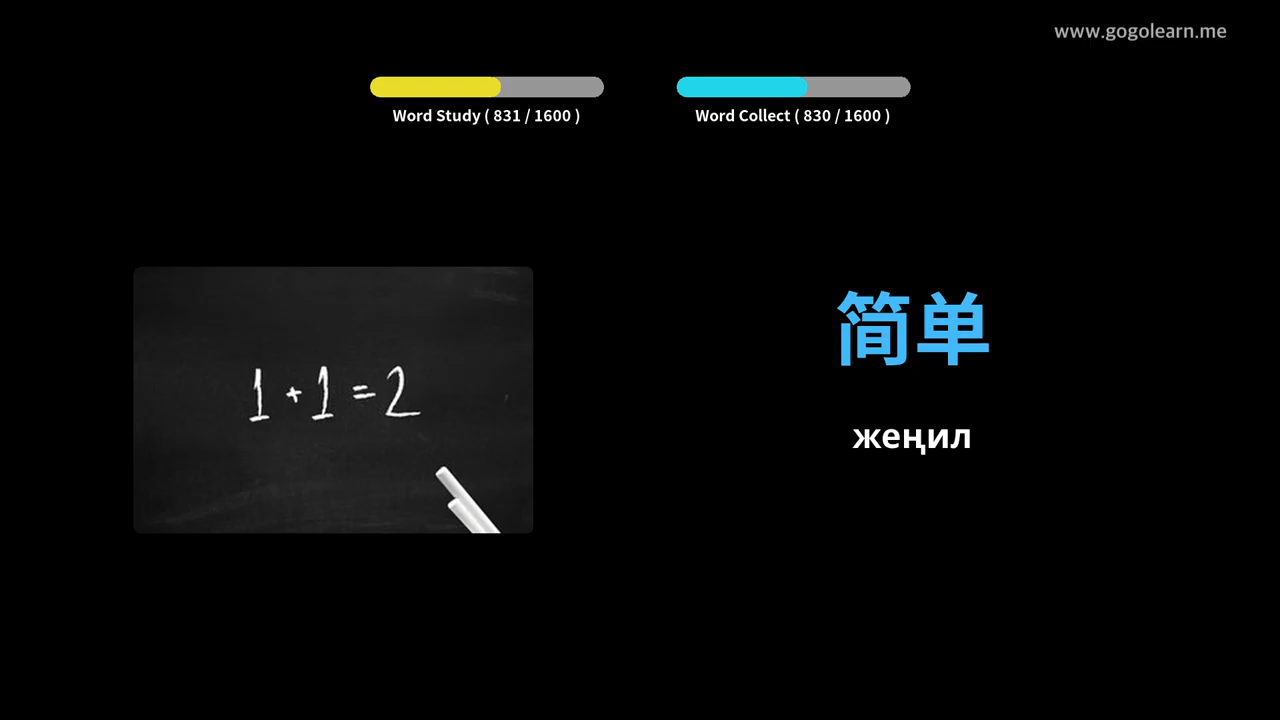 www.gogolearn.me
Word Study ( 831 / 1600 )
Word Collect ( 830 / 1600 )
1 + 1 = 2
简单
жеңил